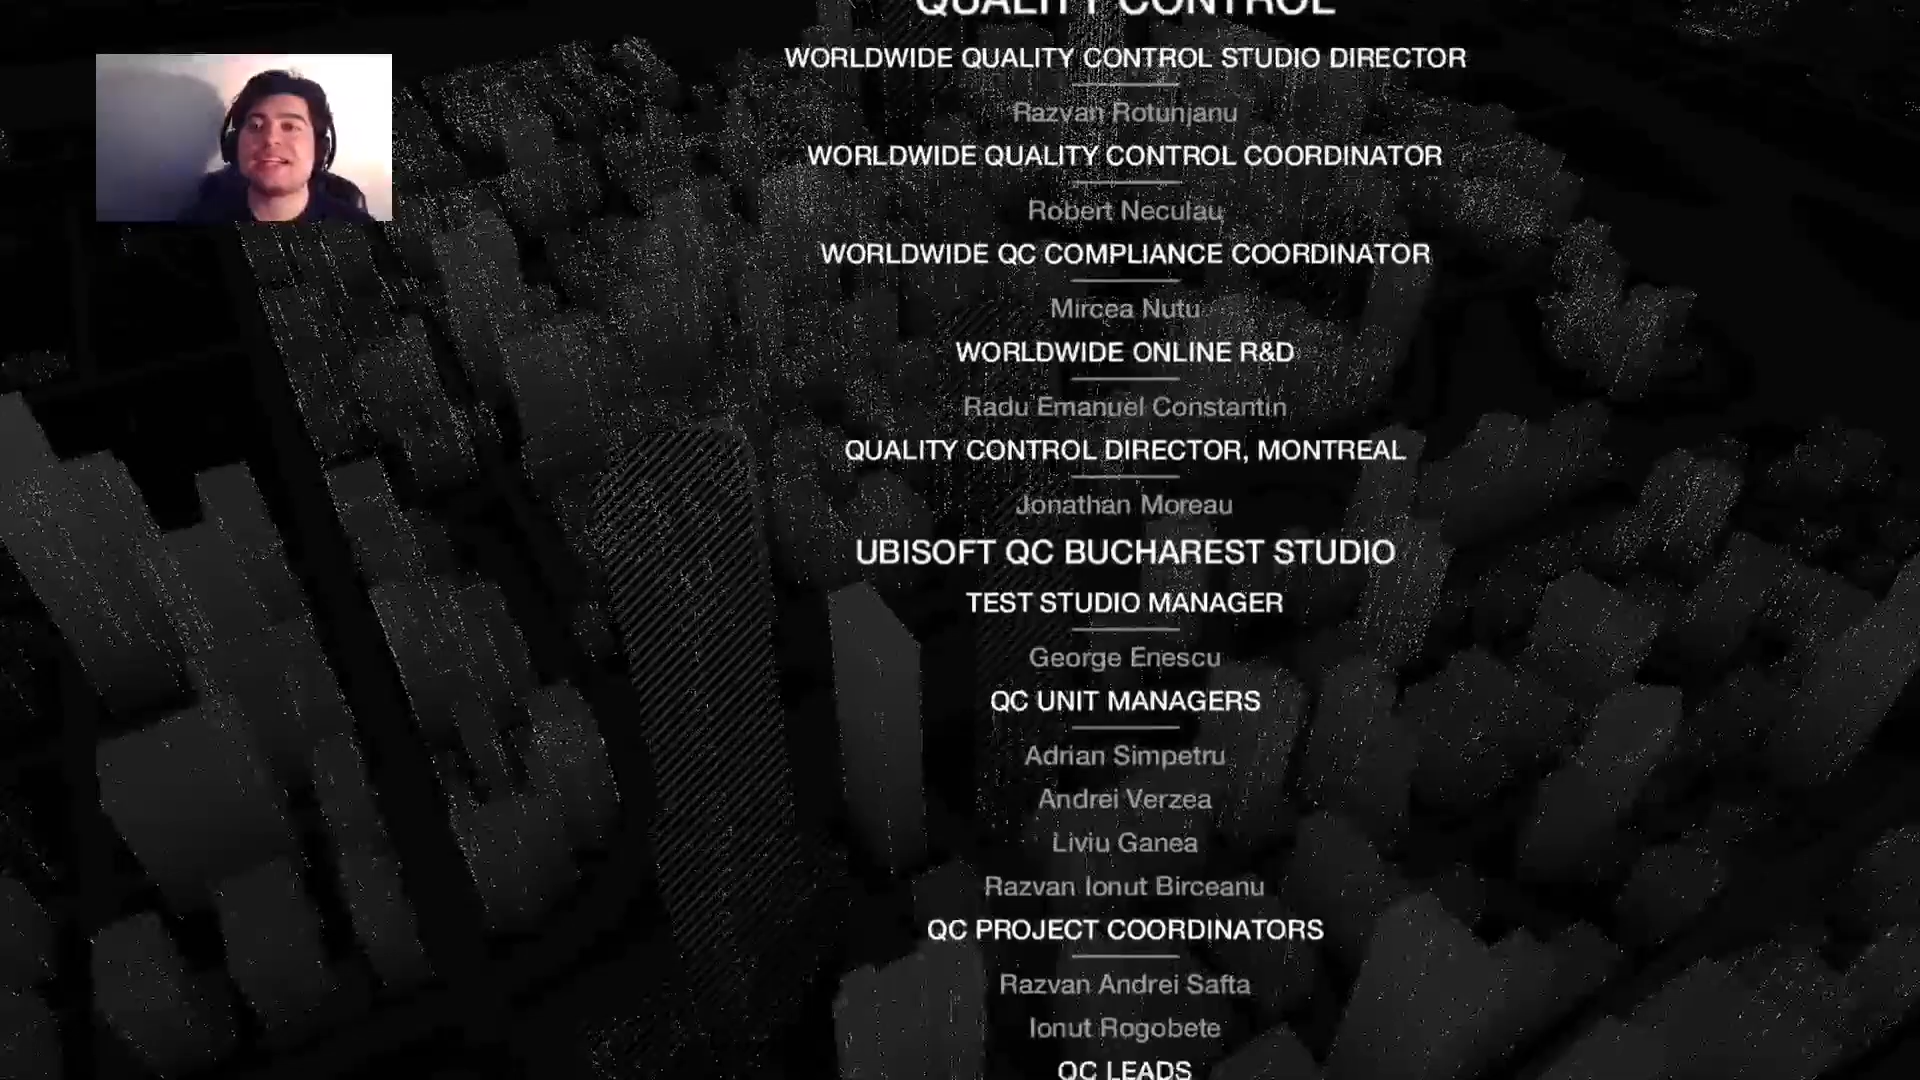 QUALITY CONTROL
WORLDWIDE QUALITY CONTROL STUDIO DIRECTOR
Razvan Rotunjanu
WORLDWIDE QUALITY CONTROL COORDINATOR
Robert Neculau
WORLDWIDE QC COMPLIANCE COORDINATOR
Mircea Nutu
WORLDWIDE ONLINE R&D
Radu Emanuel Constantin
QUALITY CONTROL DIRECTOR, MONTREAL
Jonathan Moreau
UBISOFT QC BUCHAREST STUDIO
TEST STUDIO MANAGER
George Enescu
QC UNIT MANAGERS
Adrian Simpetru
Andrei Verzea
Liviu Ganea
Razvan Ionut Birceanu
QC PROJECT COORDINATORS
Razvan Andrei Safta
Ionut Rogobete
QC LEADS